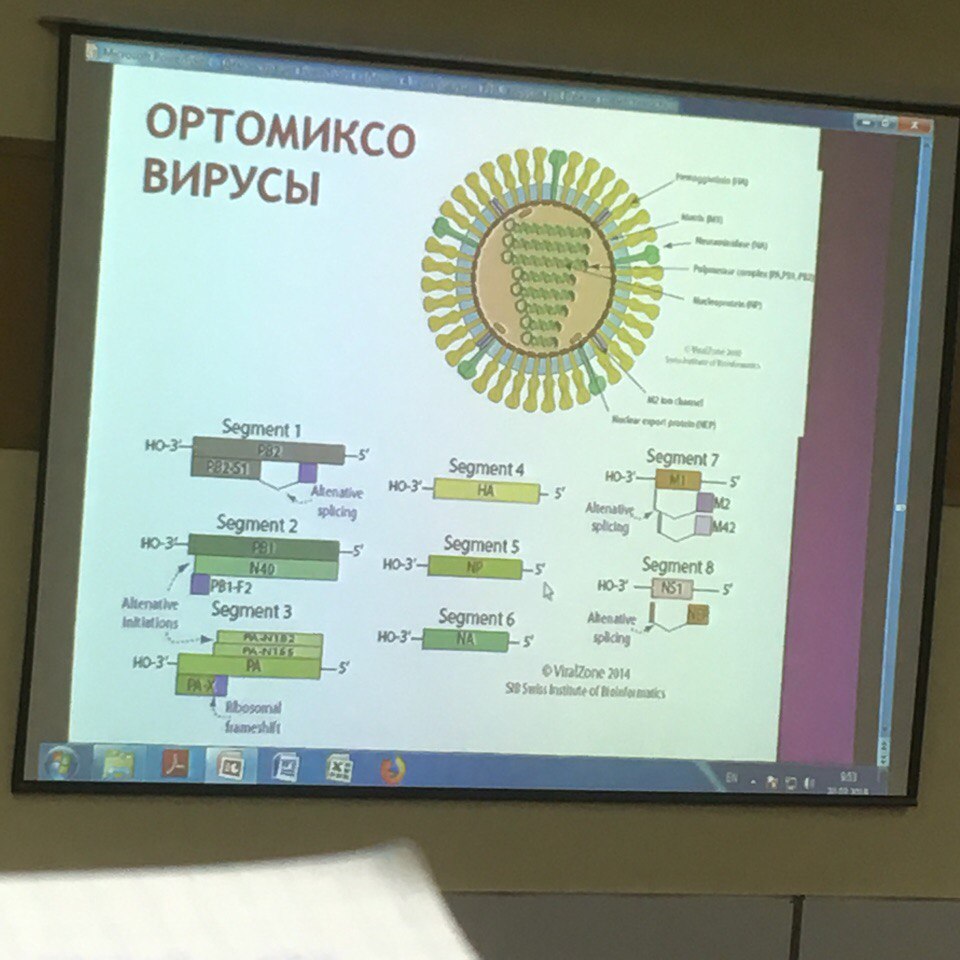 ОРТОМИКСО
ВИРУСЫ
Hemagglutinin (HA)
Matrix (M1)
Neuraminidase (NA)
Polymerase complex (PA,PB1,PB2)
Nucleoprotein (NP)
© ViralZone
Swiss Institute of Bioinformatics
M2 ion channel
Nuclear export protein (NEP)
Segment 1
HO-3' PB2 5'
PB2-S1
Altenative
splicing
Segment 2
HO-3' PB1 5'
N40
PB1-F2
Altenative
initiations
Segment 3
PA-N182
PA-N155
HO-3' PA 5'
PA-X
Ribosomal
frameshift
Segment 4
HO-3' HA 5'
Segment 5
HO-3' NP 5'
Segment 6
HO-3' NA 5'
Segment 7
HO-3' M1 5'
Altenative
splicing
M2
M42
Segment 8
HO-3' NS1 5'
Altenative
splicing
© ViralZone 2014
SIB Swiss Institute of Bioinformatics
EN
9:53